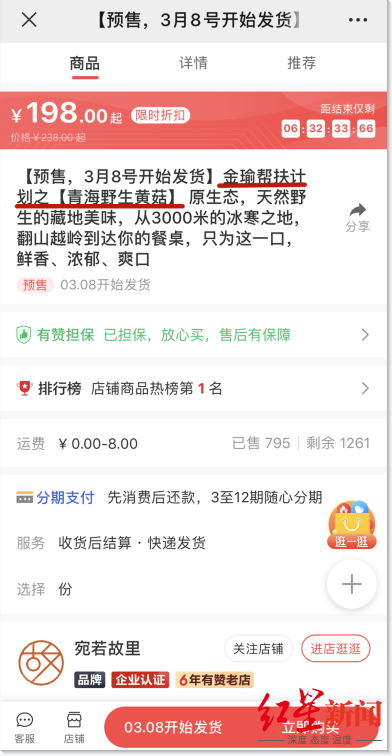 【预售，3月8号开始发货】
商品 详情 推荐
¥198.00起 限时折扣
距结束仅剩
价格 ¥ 238.00 起
06:32:33:66
【预售，3月8号开始发货】金瑜帮扶计
划之【青海野生黄菇】 原生态，天然野
生的藏地美味，从3000米的冰寒之地，
翻山越岭到达你的餐桌，只为这一口，
鲜香、浓郁、爽口
分享
预售 03.08开始发货
有赞担保 已担保，放心买，售后有保障
排行榜 店铺商品热榜第 1 名
运费 ¥ 0.00-8.00 已售 795 剩余 1261
分期支付 先消费后还款，3至12期随心分期
服务 收货后结算 · 快递发货
逛一逛
选择 份
宛若故里 关注店铺 进店逛逛
品牌 企业认证 6年有赞老店
客服 店铺 03.08开始发货 立即购买
红星新闻
深度 态度 温度